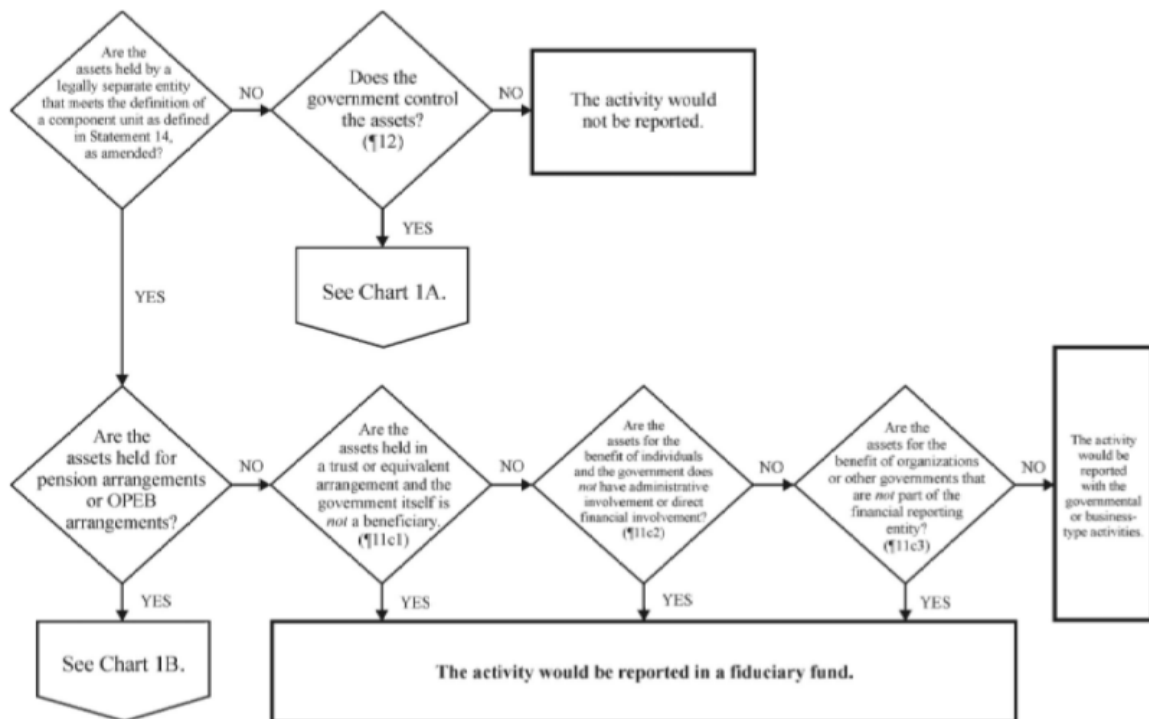 Are the
assets held by a
legally separate entity
that meets the definition of
a component unit as defined
in Statement 14,
as amended?
NO
Does the
government control
the assets?
(¶12)
NO
The activity would
not be reported.
YES
See Chart 1A.
YES
Are the
assets held for
pension arrangements
or OPEB
arrangements?
NO
Are the
assets held in
a trust or equivalent
arrangement and the
government itself is
not a beneficiary.
(¶11c1)
NO
Are the
assets for the
benefit of individuals
and the government does
not have administrative
involvement or direct
financial involvement?
(¶11c2)
NO
Are the
assets for the
benefit of organizations
or other governments that
are not part of the
financial reporting
entity?
(¶11c3)
NO
The activity
would be
reported
with the
governmental
or business-
type activities.
YES
See Chart 1B.
YES
YES
YES
The activity would be reported in a fiduciary fund.